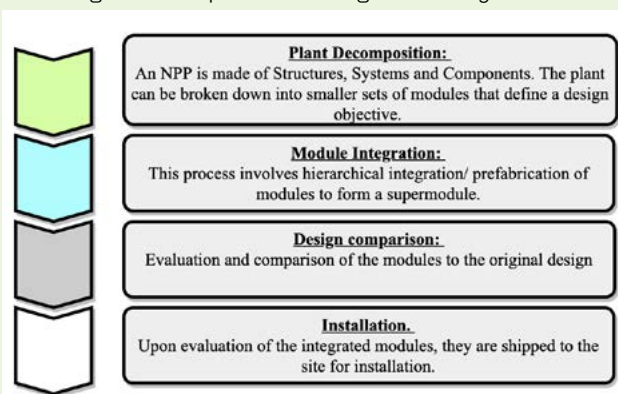 Plant Decomposition:
An NPP is made of Structures, Systems and Components. The plant
can be broken down into smaller sets of modules that define a design
objective.
Module Integration:
This process involves hierarchical integration/ prefabrication of
modules to form a supermodule.
Design comparison:
Evaluation and comparison of the modules to the original design
Installation.
Upon evaluation of the integrated modules, they are shipped to the
site for installation.